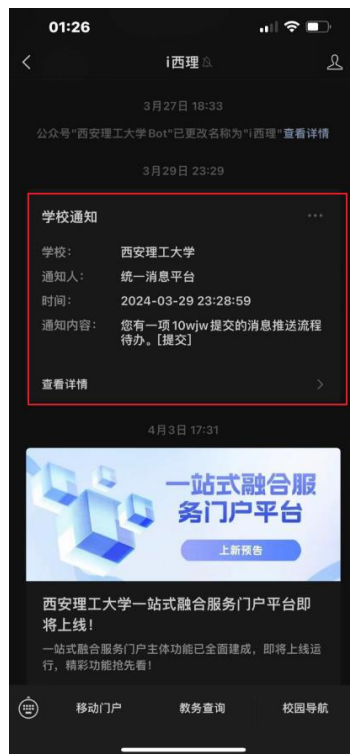 01:26
i西理
3月27日 18:33
公众号"西安理工大学Bot"已更改名称为"i西理"查看详情
3月29日 23:29
学校通知
学校： 西安理工大学
通知人： 统一消息平台
时间： 2024-03-29 23:28:59
通知内容： 您有一项10wjw提交的消息推送流程
待办。[提交]
查看详情
4月3日 17:31
一站式融合服
务门户平台
上新预告
西安理工大学一站式融合服务门户平台即
将上线！
一站式融合服务门户主体功能已全面建成，即将上线运
行，精彩功能抢先看！
移动门户 教务查询 校园导航